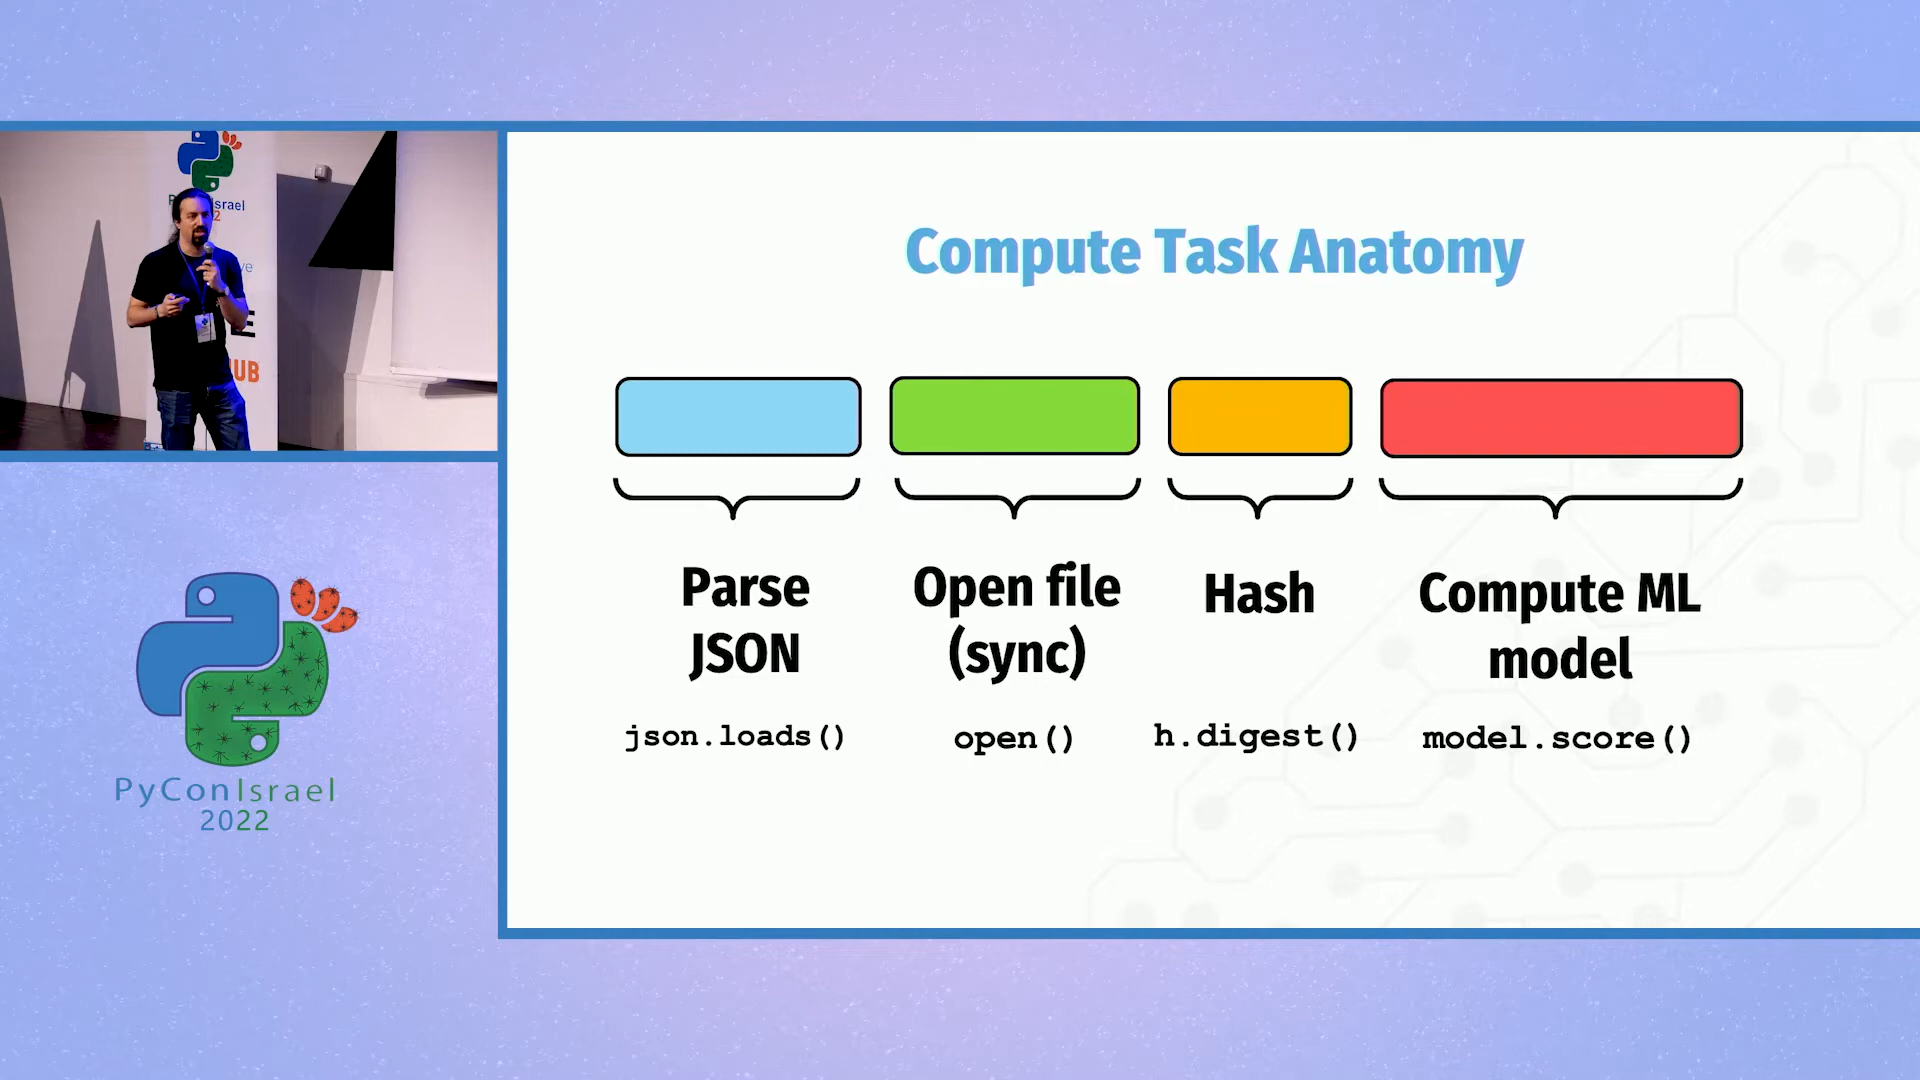 Compute Task Anatomy
Parse
JSON
Open file
(sync)
Hash
Compute ML
model
json.loads()
open()
h.digest()
model.score()
PyConIsrael
2022